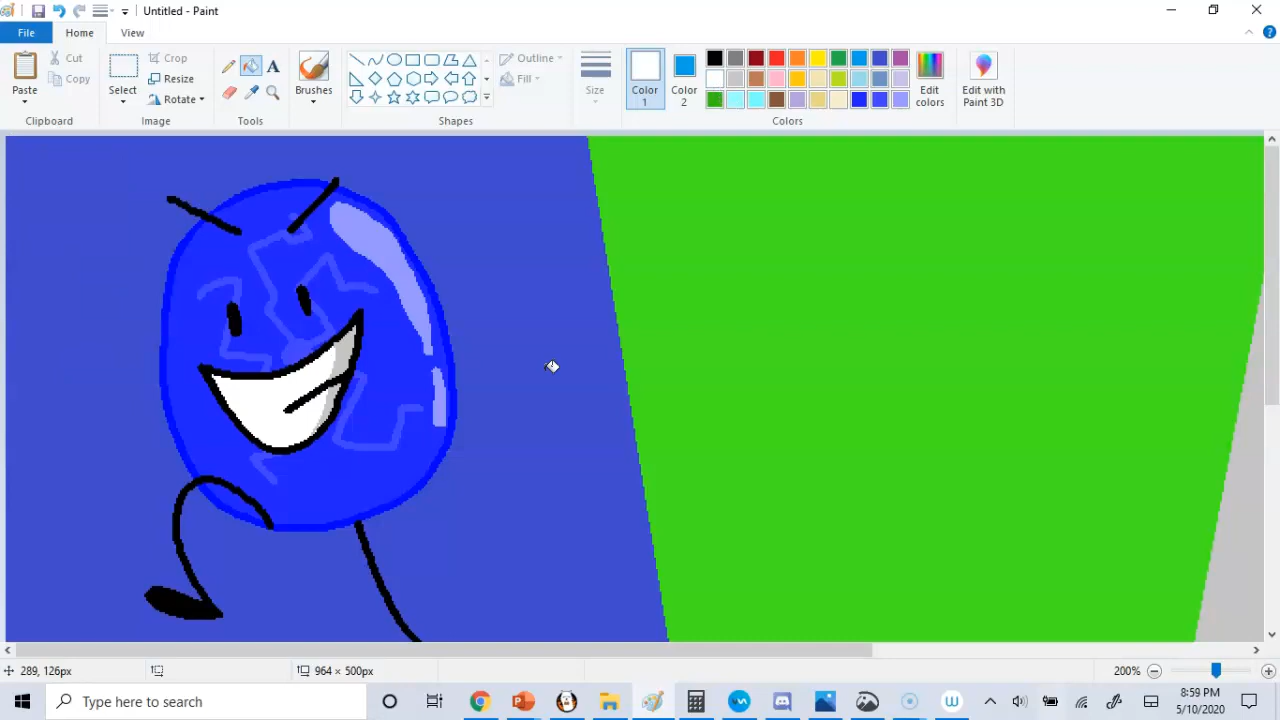 Untitled - Paint
File Home View
Paste
Cut
Copy
Clipboard
Select
Crop
Resize
Rotate
Image
A
Tools
Brushes
Outline
Fill
Shapes
Size
Color 1
Color 2
Edit colors
Colors
Edit with Paint 3D
289, 126px
964 × 500px
200%
Type here to search
8:59 PM
5/10/2020